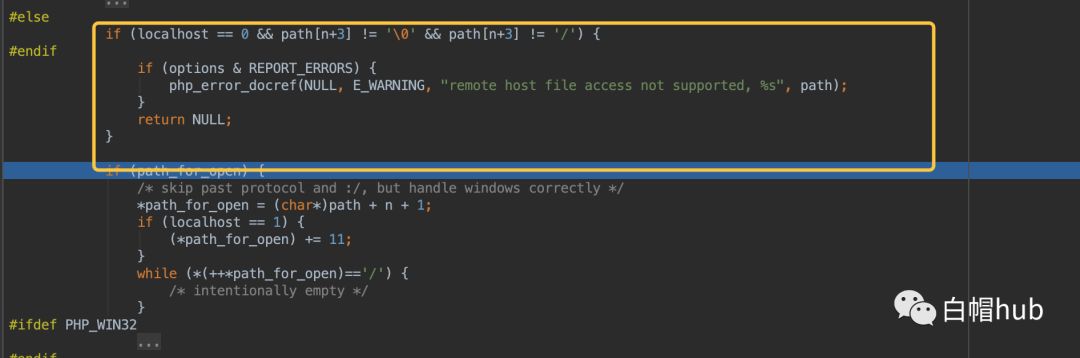 ...
#else
if (localhost == 0 && path[n+3] != '\0' && path[n+3] != '/') {
#endif
if (options & REPORT_ERRORS) {
php_error_docref(NULL, E_WARNING, "remote host file access not supported, %s", path);
}
return NULL;
}
if (path_for_open) {
/* skip past protocol and :/, but handle windows correctly */
*path_for_open = (char*)path + n + 1;
if (localhost == 1) {
(*path_for_open) += 11;
}
while (*(++*path_for_open)=='/') {
/* intentionally empty */
}
#ifdef PHP_WIN32
...
#endif
白帽hub